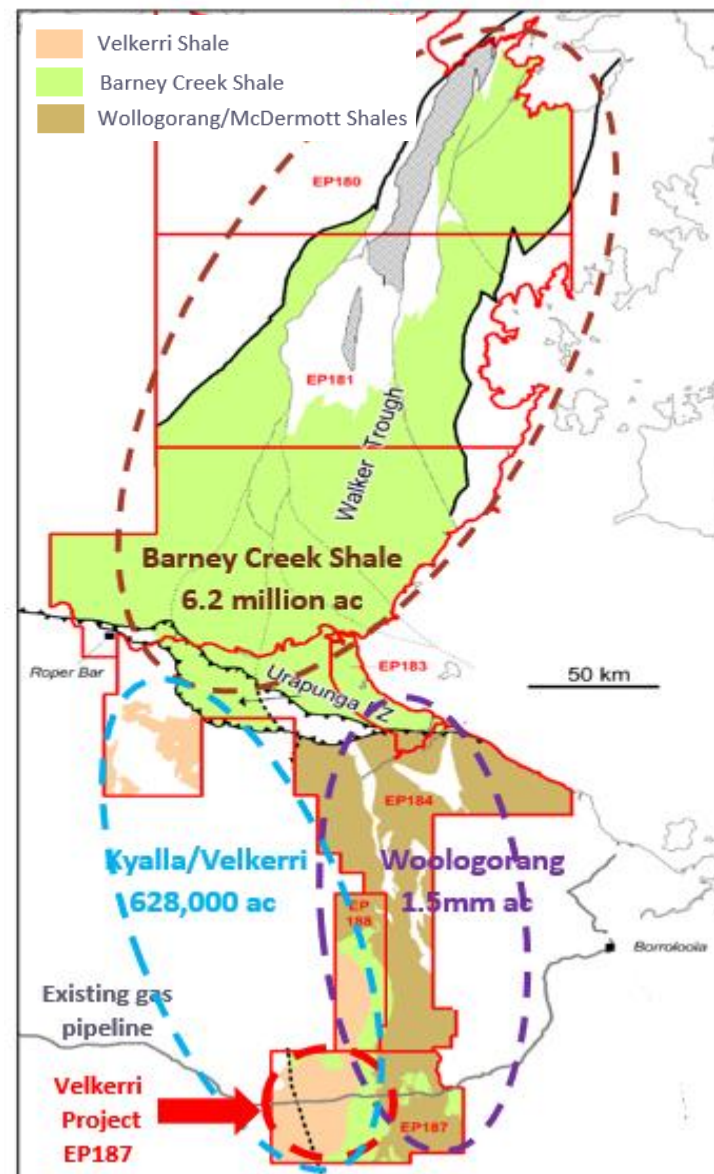 Velkerri Shale
Barney Creek Shale
Wollogorang/McDermott Shales
EP180
EP181
Walker Trough
Barney Creek Shale
6.2 million ac
Roper Bar
EP183
50 km
Urapunga FZ
EP184
Kyalla/Velkerri
628,000 ac
Woologorang
1.5mm ac
EP
188
Borroloola
Existing gas
pipeline
Velkerri
Project
EP187
EP187